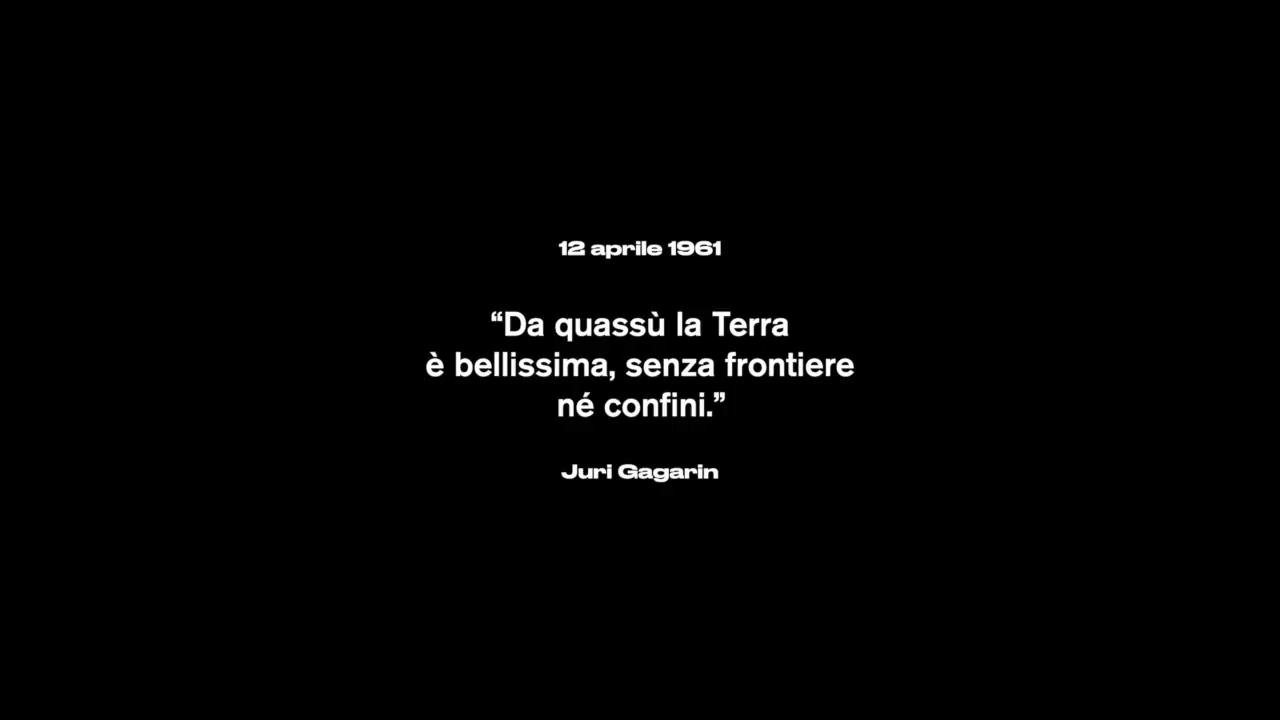 12 aprile 1961
“Da quassù la Terra
è bellissima, senza frontiere
né confini.”
Juri Gagarin